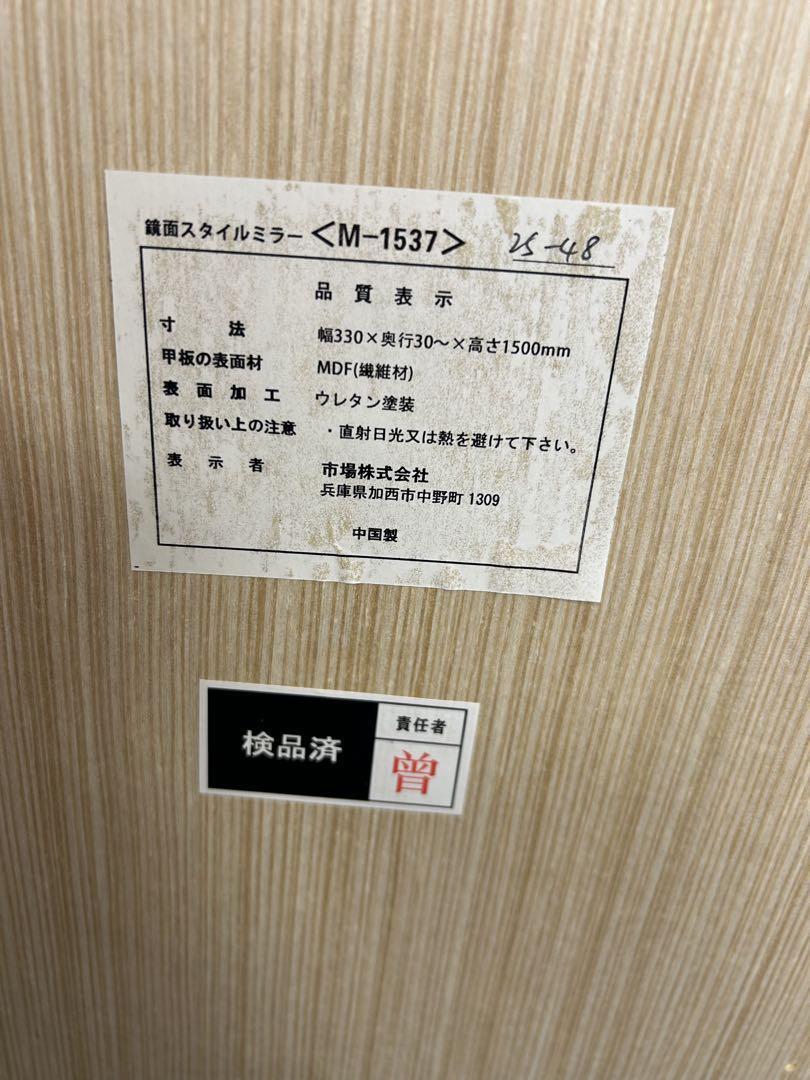 鏡面スタイルミラー＜M-1537＞ 25-48
品質表示
寸法 幅330×奥行30～×高さ1500mm
甲板の表面材 MDF(繊維材)
表面加工 ウレタン塗装
取り扱い上の注意 ・直射日光又は熱を避けて下さい。
表示者 市場株式会社
兵庫県加西市中野町1309
中国製
検品済
責任者
曽